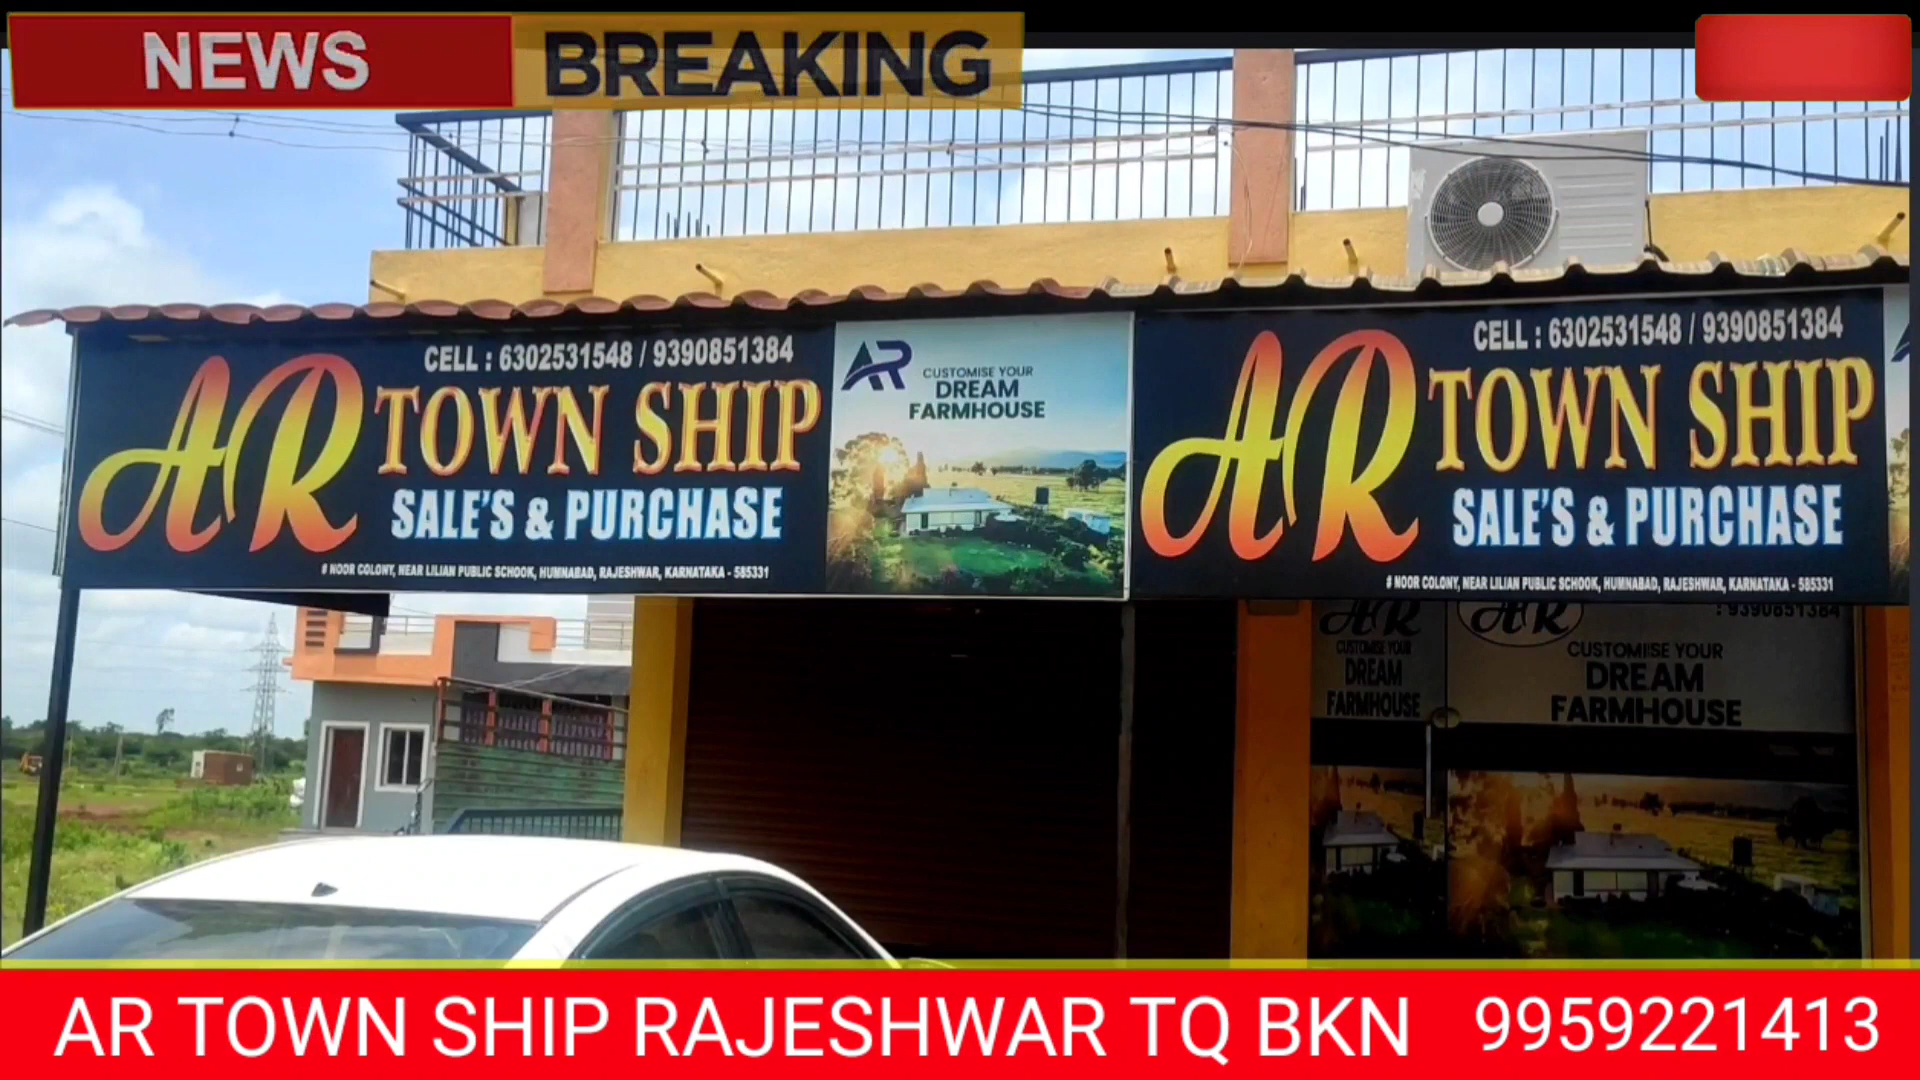 NEWS BREAKING
CELL : 6302531548 / 9390851384
AR TOWN SHIP
SALE'S & PURCHASE
# NOOR COLONY, NEAR LILIAN PUBLIC SCHOOK, HUMNABAD, RAJESHWAR, KARNATAKA - 585331
AR
CUSTOMISE YOUR
DREAM
FARMHOUSE
CELL : 6302531548 / 9390851384
AR TOWN SHIP
SALE'S & PURCHASE
# NOOR COLONY, NEAR LILIAN PUBLIC SCHOOK, HUMNABAD, RAJESHWAR, KARNATAKA - 585331
AR
CUSTOMISE YOUR
DREAM
FARMHOUSE
AR
: 9390851384
CUSTOMISE YOUR
DREAM
FARMHOUSE
AR TOWN SHIP RAJESHWAR TQ BKN 9959221413